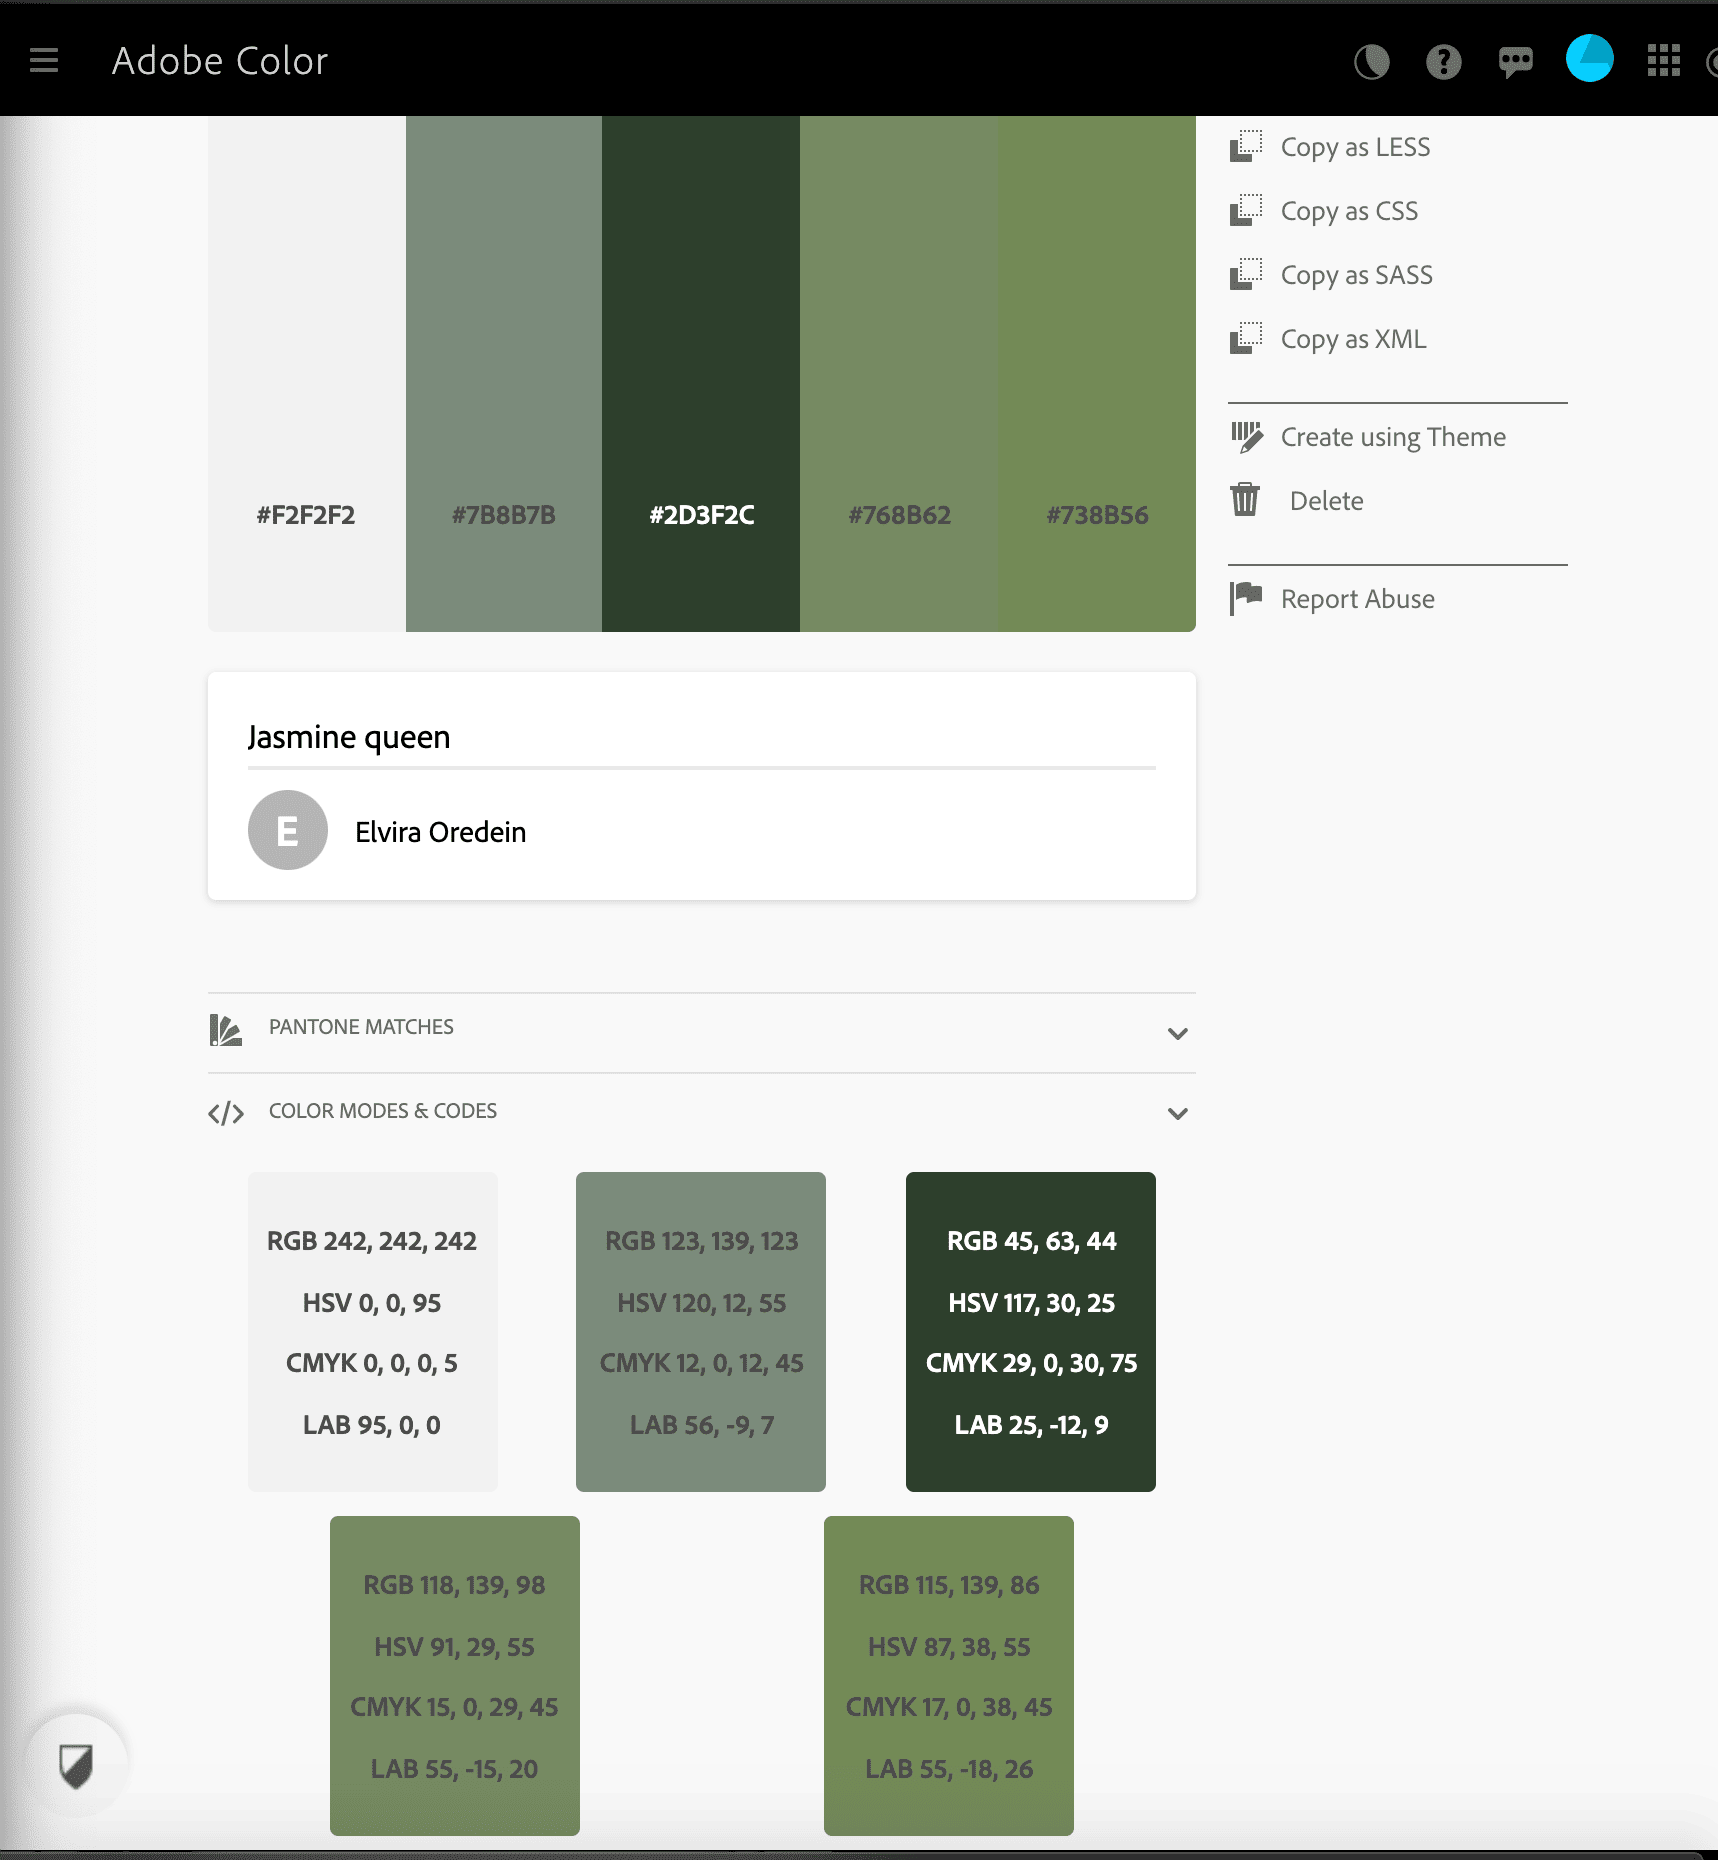 Adobe Color
Copy as LESS
Copy as CSS
Copy as SASS
Copy as XML
Create using Theme
Delete
Report Abuse
#F2F2F2
#7B8B7B
#2D3F2C
#768B62
#738B56
Jasmine queen
E
Elvira Oredein
PANTONE MATCHES
</> COLOR MODES & CODES
RGB 242, 242, 242
HSV 0, 0, 95
CMYK 0, 0, 0, 5
LAB 95, 0, 0
RGB 123, 139, 123
HSV 120, 12, 55
CMYK 12, 0, 12, 45
LAB 56, -9, 7
RGB 45, 63, 44
HSV 117, 30, 25
CMYK 29, 0, 30, 75
LAB 25, -12, 9
RGB 118, 139, 98
HSV 91, 29, 55
CMYK 15, 0, 29, 45
LAB 55, -15, 20
RGB 115, 139, 86
HSV 87, 38, 55
CMYK 17, 0, 38, 45
LAB 55, -18, 26